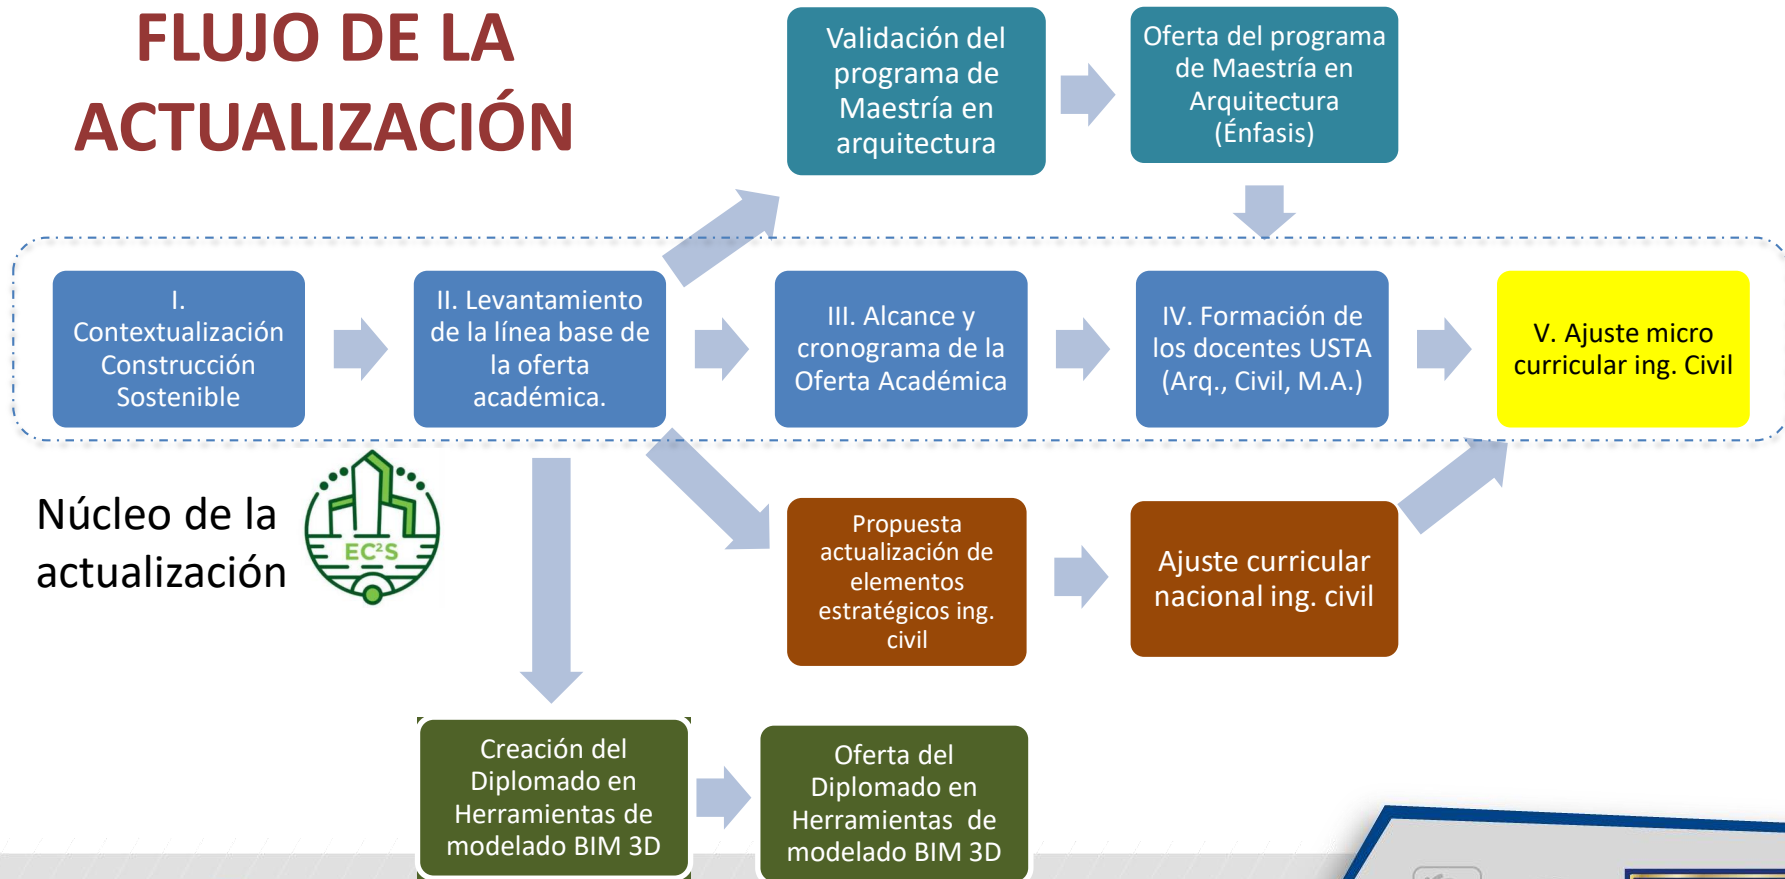 FLUJO DE LA
ACTUALIZACIÓN
Validación del
programa de
Maestría en
arquitectura
Oferta del programa
de Maestría en
Arquitectura
(Énfasis)
I.
Contextualización
Construcción
Sostenible
II. Levantamiento
de la línea base de
la oferta
académica.
III. Alcance y
cronograma de la
Oferta Académica
IV. Formación de
los docentes USTA
(Arq., Civil, M.A.)
V. Ajuste micro
curricular ing. Civil
Núcleo de la
actualización
EC²S
Propuesta
actualización de
elementos
estratégicos ing.
civil
Ajuste curricular
nacional ing. civil
Creación del
Diplomado en
Herramientas de
modelado BIM 3D
Oferta del
Diplomado en
Herramientas de
modelado BIM 3D